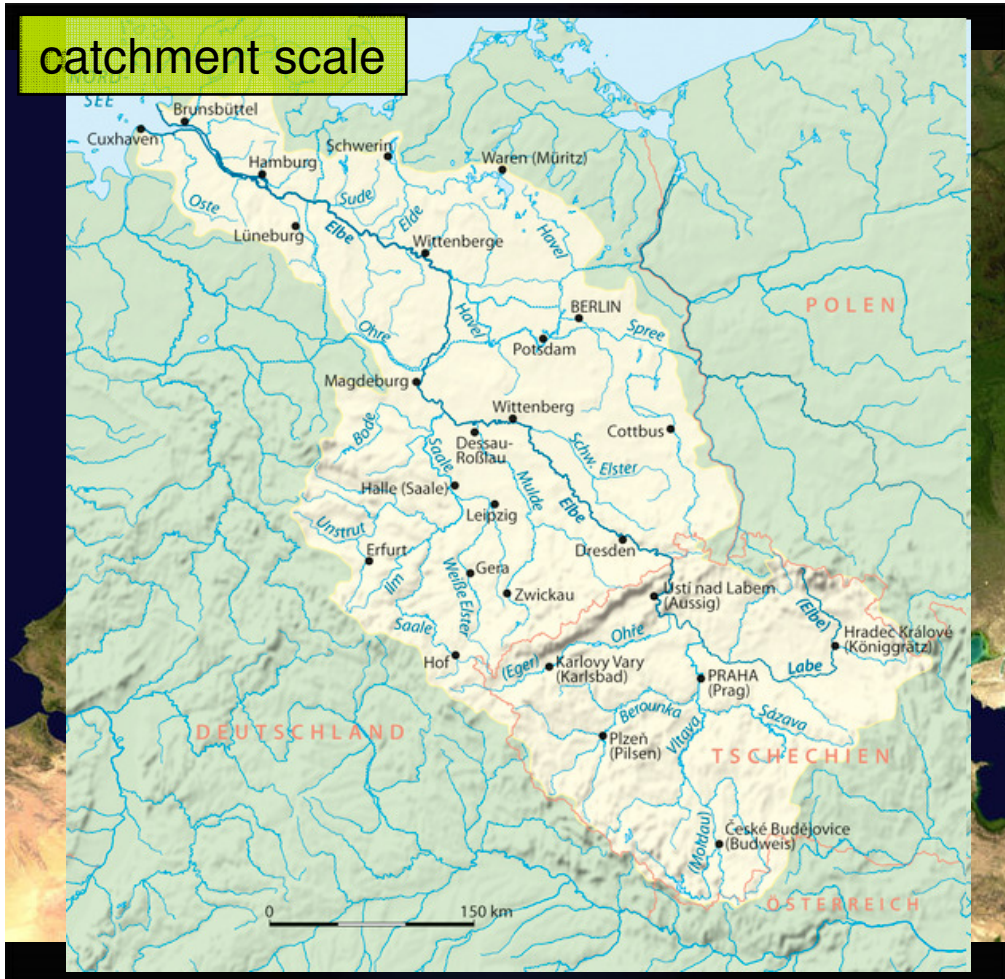 catchment scale
NORD-
SEE
Brunsbüttel
Cuxhaven
Schwerin
Waren (Müritz)
Hamburg
Sude
Elde
Oste
Lüneburg
Elbe
Wittenberge
Havel
POLEN
BERLIN
Havel
Spree
Ohre
Potsdam
Magdeburg
Wittenberg
Bode
Cottbus
Dessau-
Roßlau
Saale
Schw. Elster
Halle (Saale)
Mulde
Elbe
Leipzig
Unstrut
Dresden
Erfurt
Gera
Ilm
Weiße Elster
Zwickau
Ústí nad Labem
(Aussig)
(Elbe)
Saale
Ohře
Hradec Králové
(Königgrätz)
Hof
(Eger)
Karlovy Vary
(Karlsbad)
Labe
PRAHA
(Prag)
Berounka
Sázava
DEUTSCHLAND
Plzeň
(Pilsen)
Vltava
TSCHECHIEN
(Moldau)
České Budějovice
(Budweis)
ÖSTERREICH
0 150 km